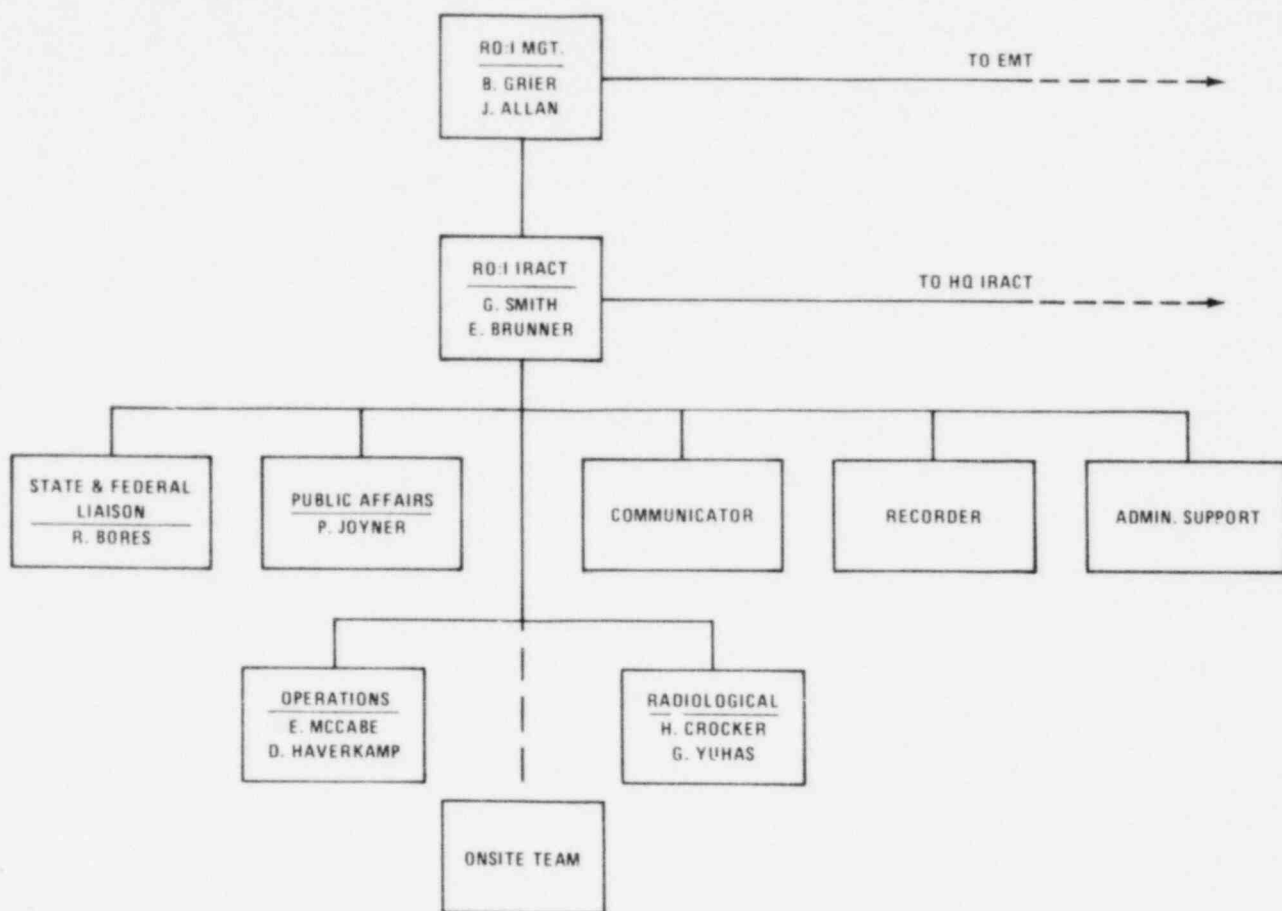 RO:I MGT.
B. GRIER
J. ALLAN
TO EMT
RO:I IRACT
G. SMITH
E. BRUNNER
TO HQ IRACT
STATE & FEDERAL
LIAISON
R. BORES
PUBLIC AFFAIRS
P. JOYNER
COMMUNICATOR
RECORDER
ADMIN. SUPPORT
OPERATIONS
E. MCCABE
D. HAVERKAMP
RADIOLOGICAL
H. CROCKER
G. YUHAS
ONSITE TEAM